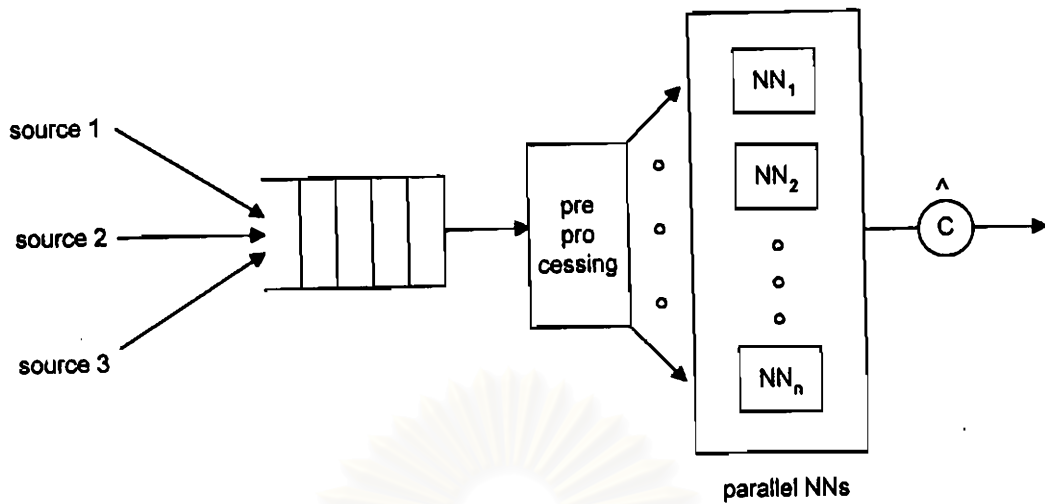 source 1
source 2
source 3
pre
pro
cessing
NN₁
NN₂
NNₙ
^
C
parallel NNs